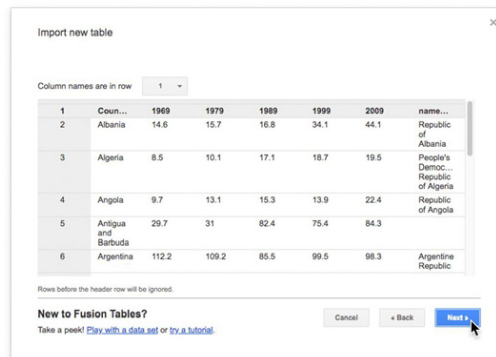 Import new table
Column names are in row 1
1 Coun... 1969 1979 1989 1999 2009 name...
2 Albania 14.6 15.7 16.8 34.1 44.1 Republic
of
Albania
3 Algeria 8.5 10.1 17.1 18.7 19.5 People's
Democ...
Republic
of Algeria
4 Angola 9.7 13.1 15.3 13.9 22.4 Republic
of Angola
5 Antigua 29.7 31 82.4 75.4 84.3
and
Barbuda
6 Argentina 112.2 109.2 85.5 99.5 98.3 Argentine
Republic
Rows before the header row will be ignored.
New to Fusion Tables?
Take a peek! Play with a data set or try a tutorial.
Cancel « Back Next »